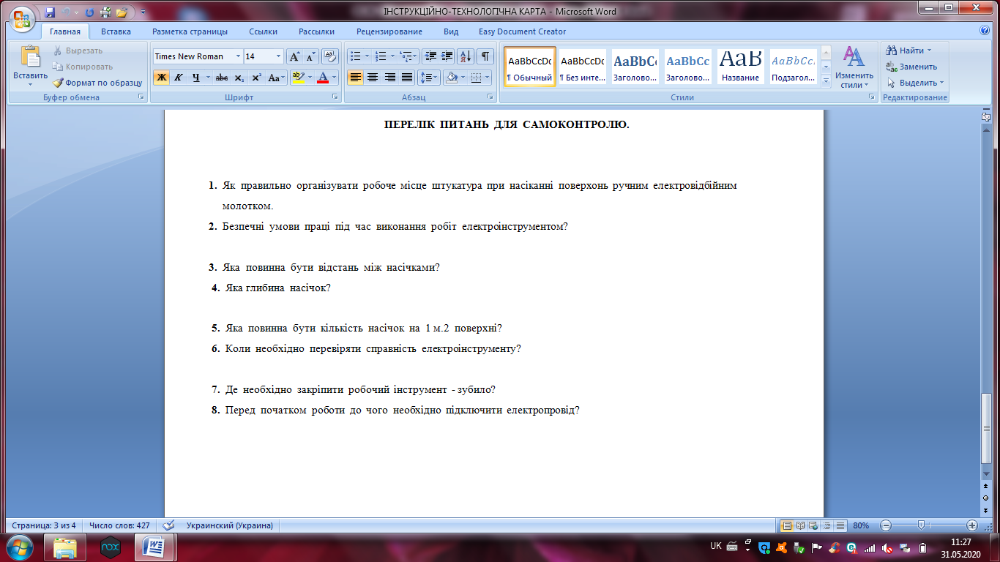 ІНСТРУКЦІЙНО-ТЕХНОЛОГІЧНА КАРТА - Microsoft Word
Главная Вставка Разметка страницы Ссылки Рассылки Рецензирование Вид Easy Document Creator
Вставить
Вырезать
Копировать
Формат по образцу
Буфер обмена
Times New Roman 14
Ж К Ч abc x₂ x² Aa
Шрифт
Абзац
АаBbCcDc АаBbCcDc AaBbC AaBbCc АаВ AaBbCc.
¶ Обычный ¶ Без инте... Заголово... Заголово... Название Подзагол...
Изменить стили
Стили
Найти
Заменить
Выделить
Редактирование
ПЕРЕЛІК ПИТАНЬ ДЛЯ САМОКОНТРОЛЮ.
1. Як правильно організувати робоче місце штукатура при насіканні поверхонь ручним електровідбійним
молотком.
2. Безпечні умови праці під час виконання робіт електроінструментом?
3. Яка повинна бути відстань між насічками?
4. Яка глибина насічок?
5. Яка повинна бути кількість насічок на 1 м.2 поверхні?
6. Коли необхідно перевіряти справність електроінструменту?
7. Де необхідно закріпити робочий інструмент - зубило?
8. Перед початком роботи до чого необхідно підключити електропровід?
Страница: 3 из 4 Число слов: 427 Украинский (Украина) 80%
nox UK 11:27
31.05.2020